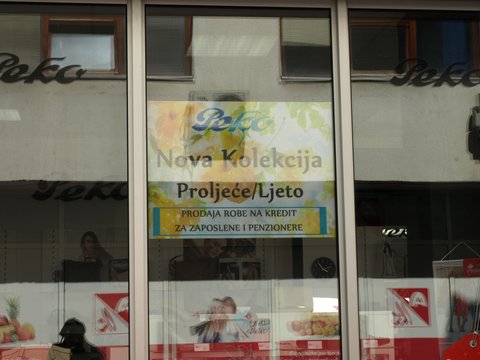 Peko
Peko
Peko
Nova Kolekcija
Proljeće/Ljeto
PRODAJA ROBE NA KREDIT
ZA ZAPOSLENE I PENZIONERE
Peko